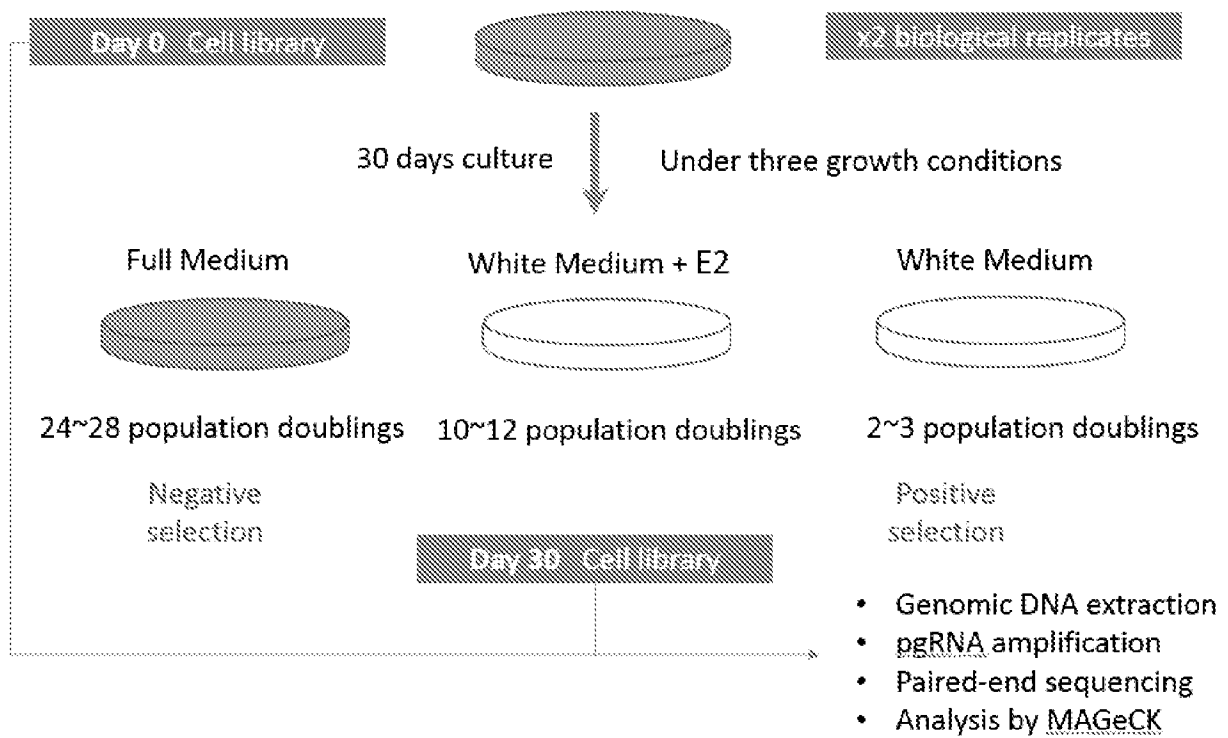 Day 0 Cell library
x2 biological replicates
30 days culture
Under three growth conditions
Full Medium
White Medium + E2
White Medium
24~28 population doublings
10~12 population doublings
2~3 population doublings
Negative
selection
Positive
selection
Day 30 Cell library
• Genomic DNA extraction
• pgRNA amplification
• Paired-end sequencing
• Analysis by MAGeCK